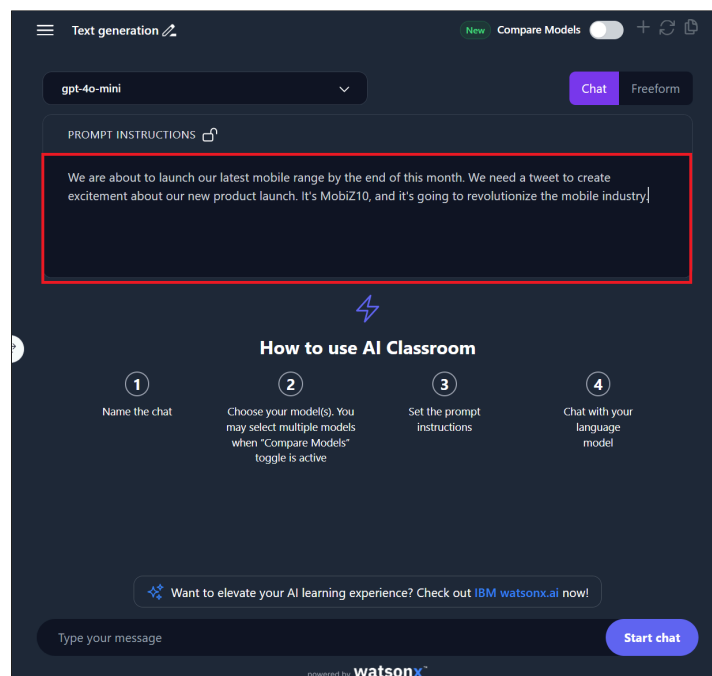 Text generation
New Compare Models
gpt-4o-mini
Chat Freeform
PROMPT INSTRUCTIONS
We are about to launch our latest mobile range by the end of this month. We need a tweet to create
excitement about our new product launch. It's MobiZ10, and it's going to revolutionize the mobile industry.
How to use AI Classroom
1
Name the chat
2
Choose your model(s). You
may select multiple models
when "Compare Models"
toggle is active
3
Set the prompt
instructions
4
Chat with your
language
model
Want to elevate your AI learning experience? Check out IBM watsonx.ai now!
Type your message
Start chat
powered by watsonx